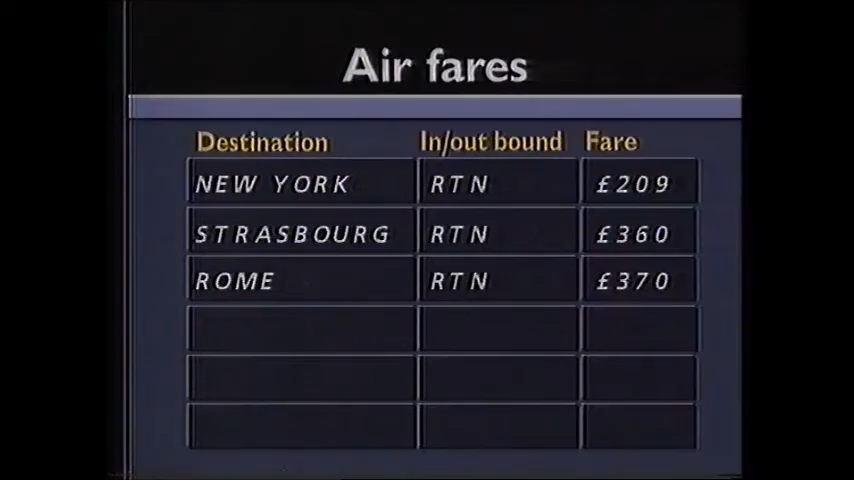 Air fares
Destination In/out bound Fare
NEW YORK RTN £209
STRASBOURG RTN £360
ROME RTN £370